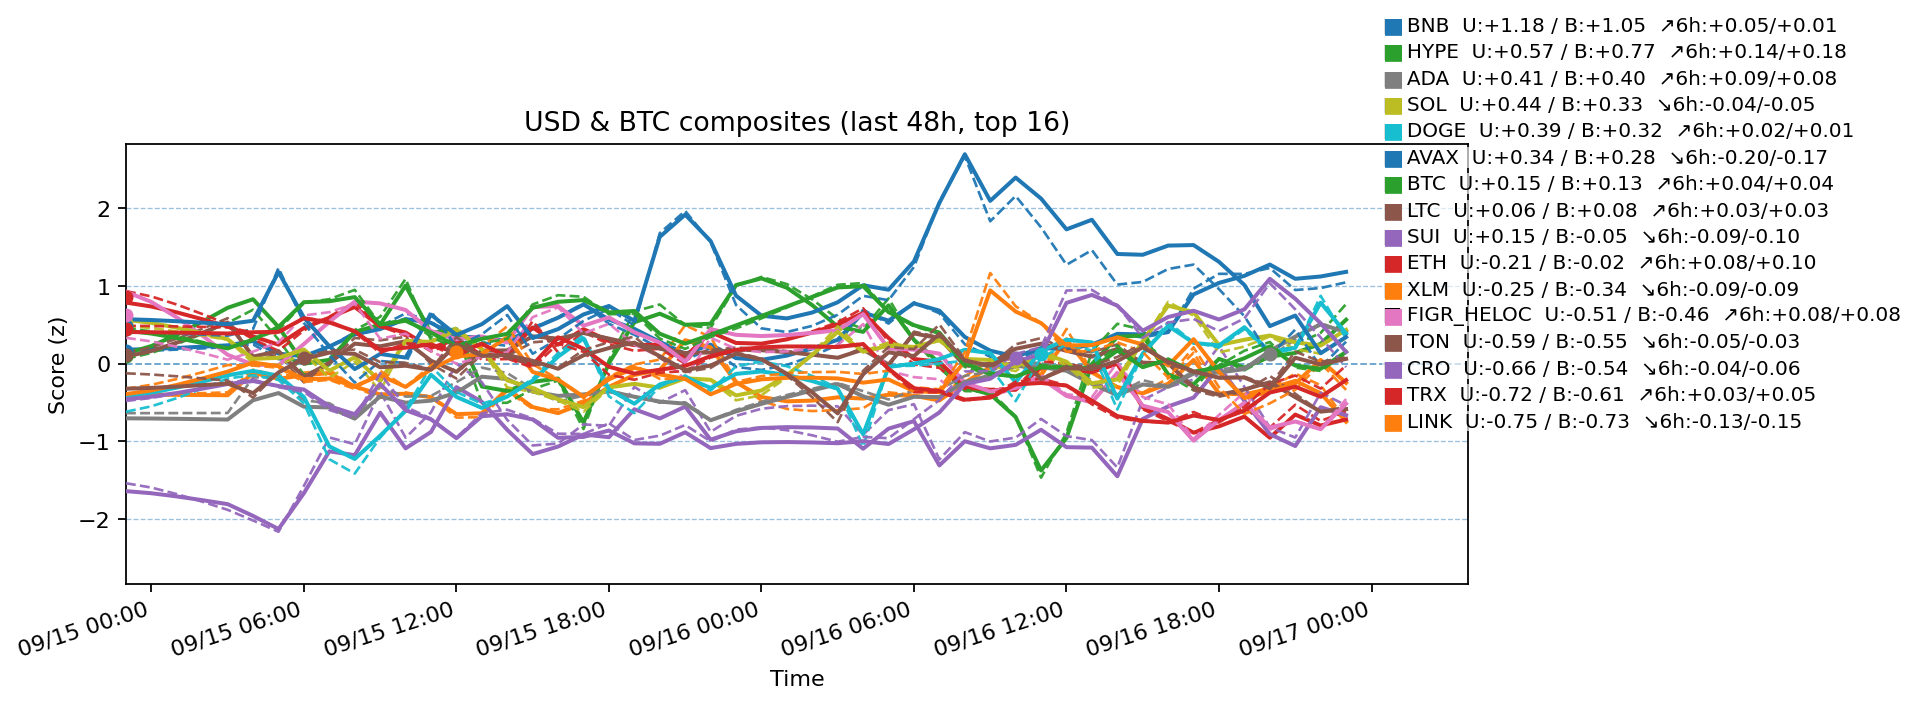 BNB  U:+1.18 / B:+1.05  ↗6h:+0.05/+0.01
HYPE  U:+0.57 / B:+0.77  ↗6h:+0.14/+0.18
ADA  U:+0.41 / B:+0.40  ↗6h:+0.09/+0.08
SOL  U:+0.44 / B:+0.33  ↘6h:-0.04/-0.05
DOGE  U:+0.39 / B:+0.32  ↗6h:+0.02/+0.01
AVAX  U:+0.34 / B:+0.28  ↘6h:-0.20/-0.17
BTC  U:+0.15 / B:+0.13  ↗6h:+0.04/+0.04
LTC  U:+0.06 / B:+0.08  ↗6h:+0.03/+0.03
SUI  U:+0.15 / B:-0.05  ↘6h:-0.09/-0.10
ETH  U:-0.21 / B:-0.02  ↗6h:+0.08/+0.10
XLM  U:-0.25 / B:-0.34  ↘6h:-0.09/-0.09
FIGR_HELOC  U:-0.51 / B:-0.46  ↗6h:+0.08/+0.08
TON  U:-0.59 / B:-0.55  ↘6h:-0.05/-0.03
CRO  U:-0.66 / B:-0.54  ↘6h:-0.04/-0.06
TRX  U:-0.72 / B:-0.61  ↗6h:+0.03/+0.05
LINK  U:-0.75 / B:-0.73  ↘6h:-0.13/-0.15
USD & BTC composites (last 48h, top 16)
Score (z)
2
1
0
−1
−2
09/15 00:00
09/15 06:00
09/15 12:00
09/15 18:00
09/16 00:00
09/16 06:00
09/16 12:00
09/16 18:00
09/17 00:00
Time